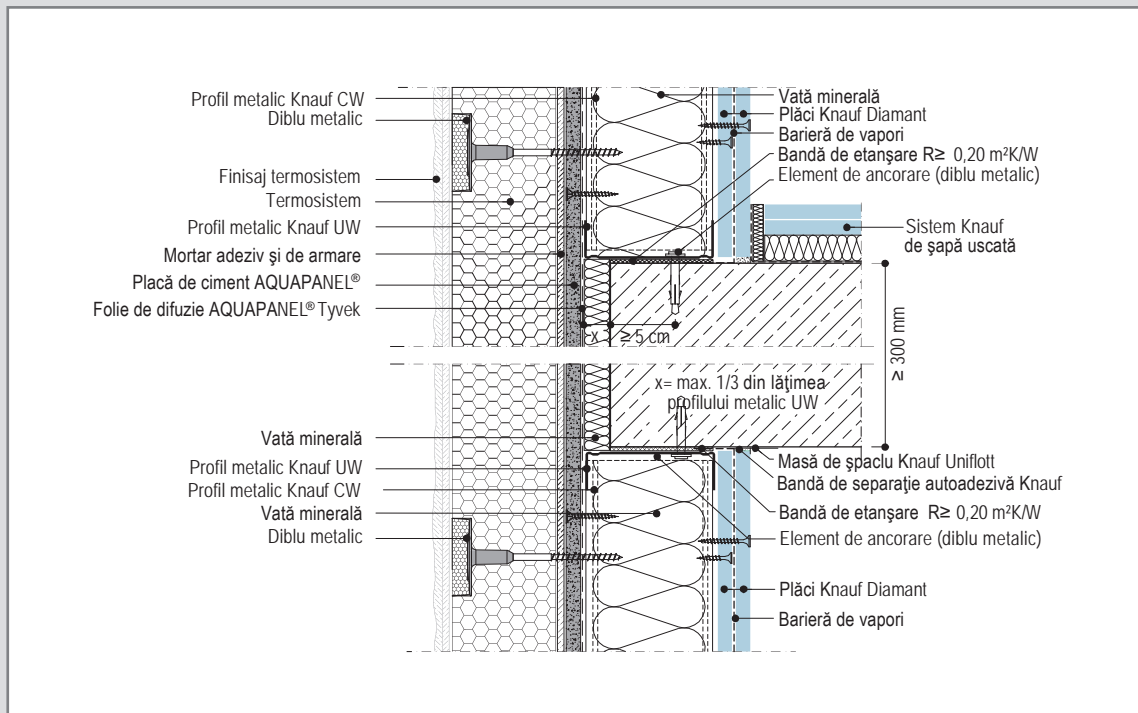 Profil metalic Knauf CW
Diblu metalic
Finisaj termosistem
Termosistem
Profil metalic Knauf UW
Mortar adeziv şi de armare
Placă de ciment AQUAPANEL®
Folie de difuzie AQUAPANEL® Tyvek
Vată minerală
Profil metalic Knauf UW
Profil metalic Knauf CW
Vată minerală
Diblu metalic
Vată minerală
Plăci Knauf Diamant
Barieră de vapori
Bandă de etanşare R≥ 0,20 m²K/W
Element de ancorare (diblu metalic)
Sistem Knauf
de şapă uscată
x ≥ 5 cm
≥ 300 mm
x= max. 1/3 din lăţimea
profilului metalic UW
Masă de şpaclu Knauf Uniflott
Bandă de separaţie autoadezivă Knauf
Bandă de etanşare R≥ 0,20 m²K/W
Element de ancorare (diblu metalic)
Plăci Knauf Diamant
Barieră de vapori